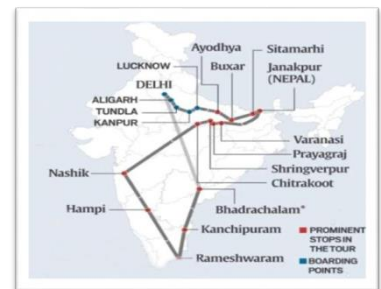 Ayodhya
Sitamarhi
LUCKNOW
Buxar
Janakpur
(NEPAL)
DELHI
ALIGARH
TUNDLA
KANPUR
Varanasi
Prayagraj
Shringverpur
Chitrakoot
Nashik
Bhadrachalam*
Hampi
Kanchipuram
Rameshwaram
PROMINENT
STOPS IN
THE TOUR
BOARDING
POINTS